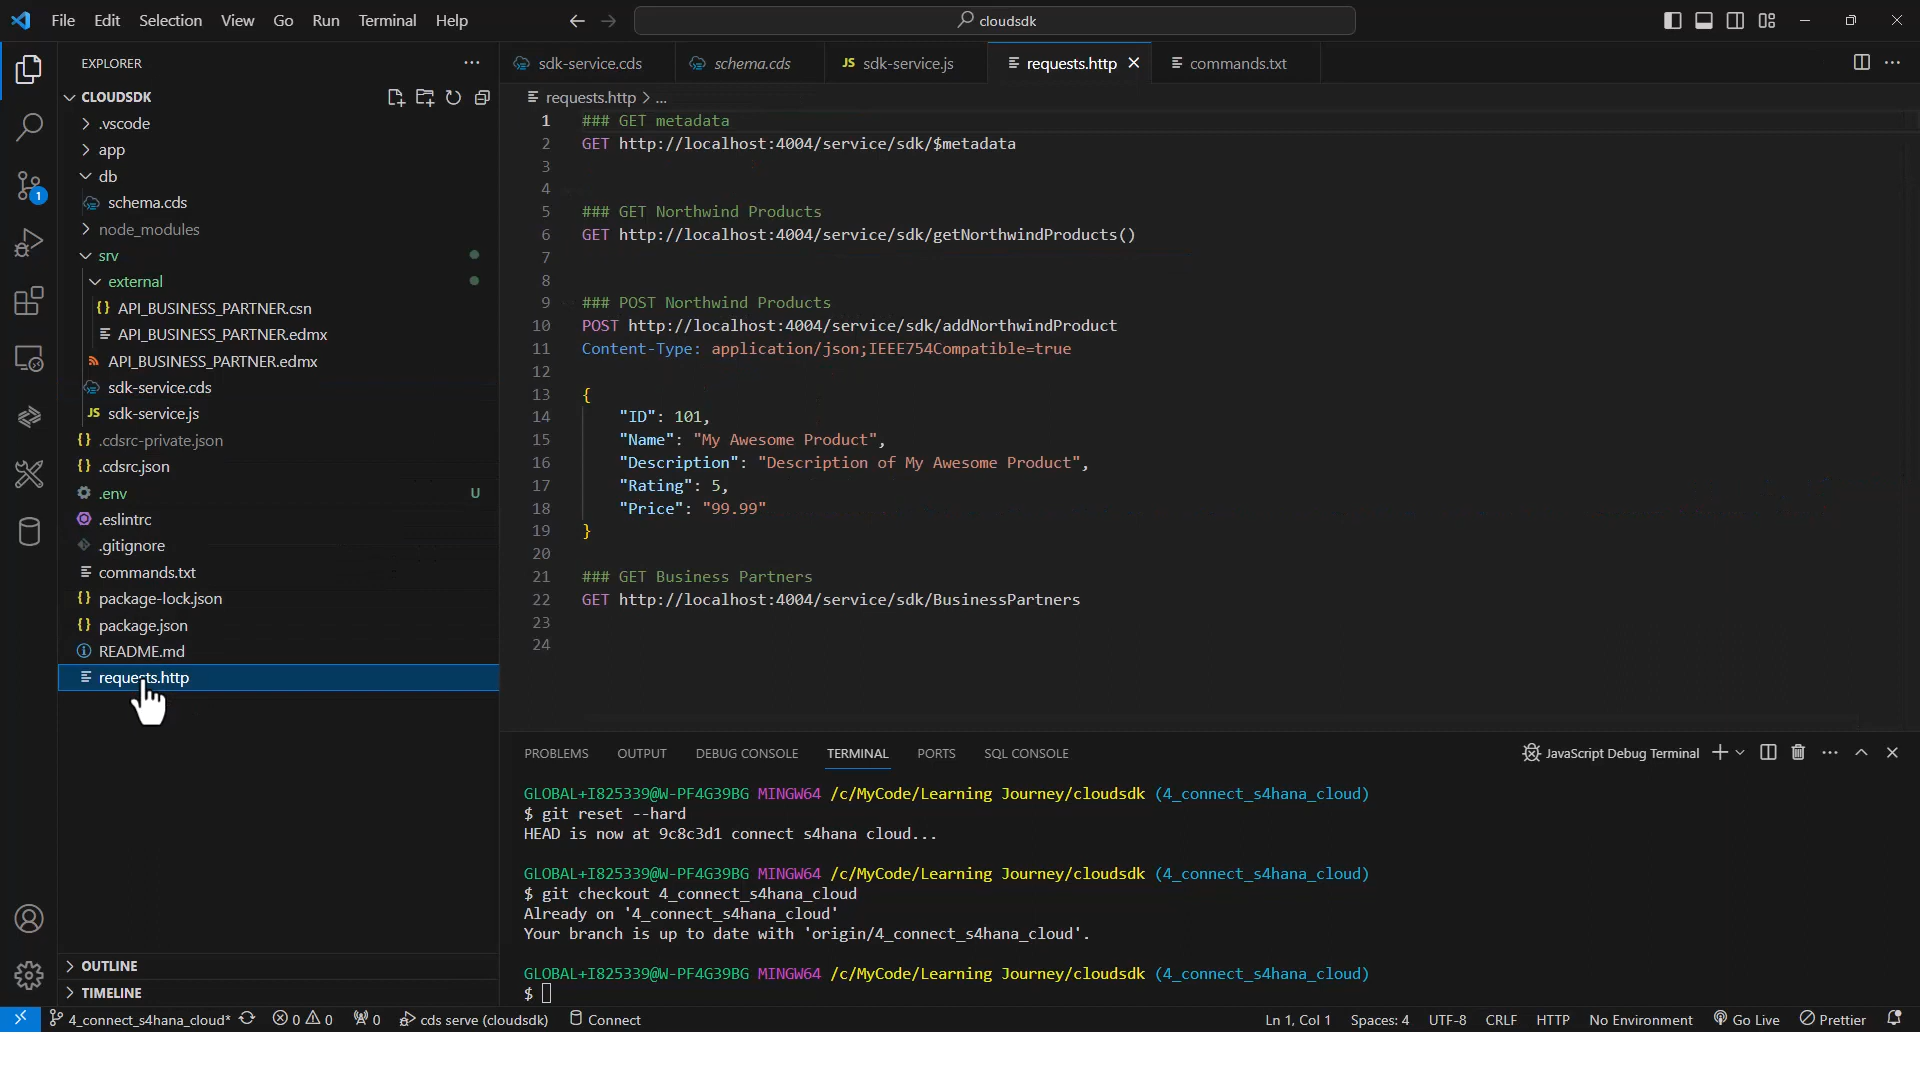 File Edit Selection View Go Run Terminal Help
cloudsdk
EXPLORER
CLOUDSDK
.vscode
app
db
schema.cds
node_modules
srv
external
{} API_BUSINESS_PARTNER.csn
API_BUSINESS_PARTNER.edmx
API_BUSINESS_PARTNER.edmx
sdk-service.cds
JS sdk-service.js
{} .cdsrc-private.json
{} .cdsrc.json
.env U
.eslintrc
.gitignore
commands.txt
{} package-lock.json
{} package.json
README.md
requests.http
OUTLINE
TIMELINE
1
sdk-service.cds
schema.cds
JS sdk-service.js
requests.http
commands.txt
requests.http > ...
1 ### GET metadata
2 GET http://localhost:4004/service/sdk/$metadata
3
4
5 ### GET Northwind Products
6 GET http://localhost:4004/service/sdk/getNorthwindProducts()
7
8
9 ### POST Northwind Products
10 POST http://localhost:4004/service/sdk/addNorthwindProduct
11 Content-Type: application/json;IEEE754Compatible=true
12
13 {
14 "ID": 101,
15 "Name": "My Awesome Product",
16 "Description": "Description of My Awesome Product",
17 "Rating": 5,
18 "Price": "99.99"
19 }
20
21 ### GET Business Partners
22 GET http://localhost:4004/service/sdk/BusinessPartners
23
24
PROBLEMS OUTPUT DEBUG CONSOLE TERMINAL PORTS SQL CONSOLE
JavaScript Debug Terminal
GLOBAL+I825339@W-PF4G39BG MINGW64 /c/MyCode/Learning Journey/cloudsdk (4_connect_s4hana_cloud)
$ git reset --hard
HEAD is now at 9c8c3d1 connect s4hana cloud...
GLOBAL+I825339@W-PF4G39BG MINGW64 /c/MyCode/Learning Journey/cloudsdk (4_connect_s4hana_cloud)
$ git checkout 4_connect_s4hana_cloud
Already on '4_connect_s4hana_cloud'
Your branch is up to date with 'origin/4_connect_s4hana_cloud'.
GLOBAL+I825339@W-PF4G39BG MINGW64 /c/MyCode/Learning Journey/cloudsdk (4_connect_s4hana_cloud)
$
4_connect_s4hana_cloud* 0 0 0 cds serve (cloudsdk) Connect
Ln 1, Col 1 Spaces: 4 UTF-8 CRLF HTTP No Environment Go Live Prettier